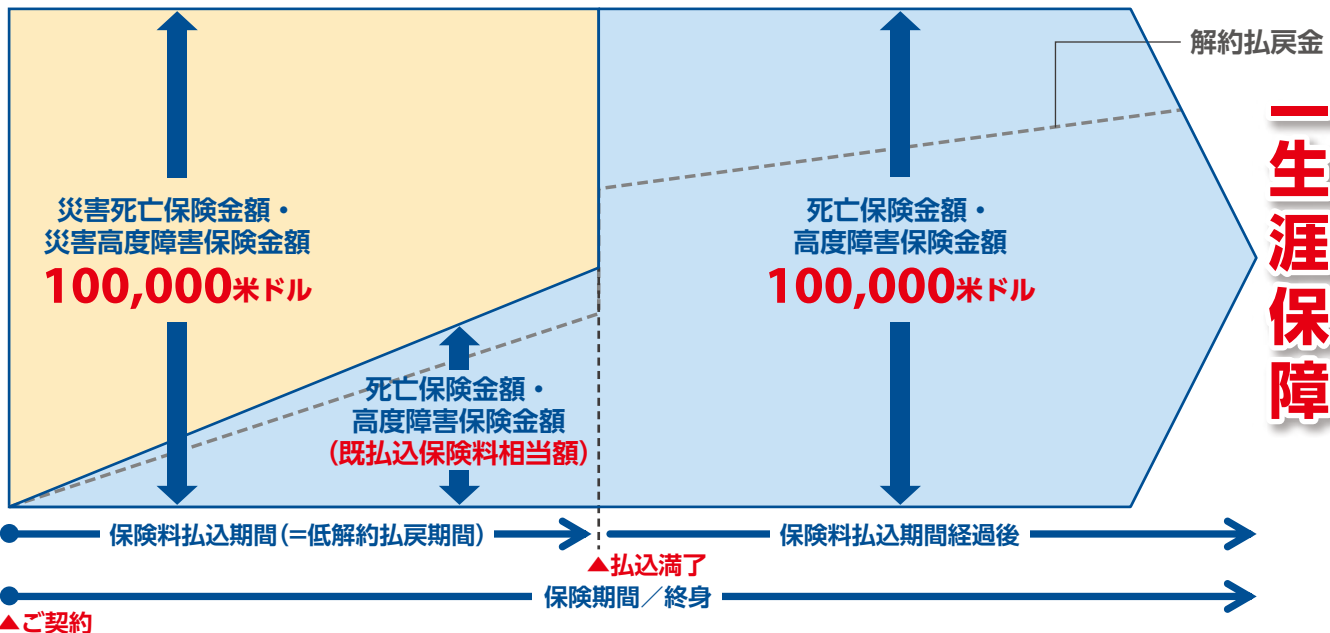 解約払戻金
一生涯保障
災害死亡保険金額・
災害高度障害保険金額
100,000米ドル
死亡保険金額・
高度障害保険金額
100,000米ドル
死亡保険金額・
高度障害保険金額
(既払込保険料相当額)
保険料払込期間(=低解約払戻期間)
保険料払込期間経過後
▲払込満了
保険期間/終身
▲ご契約